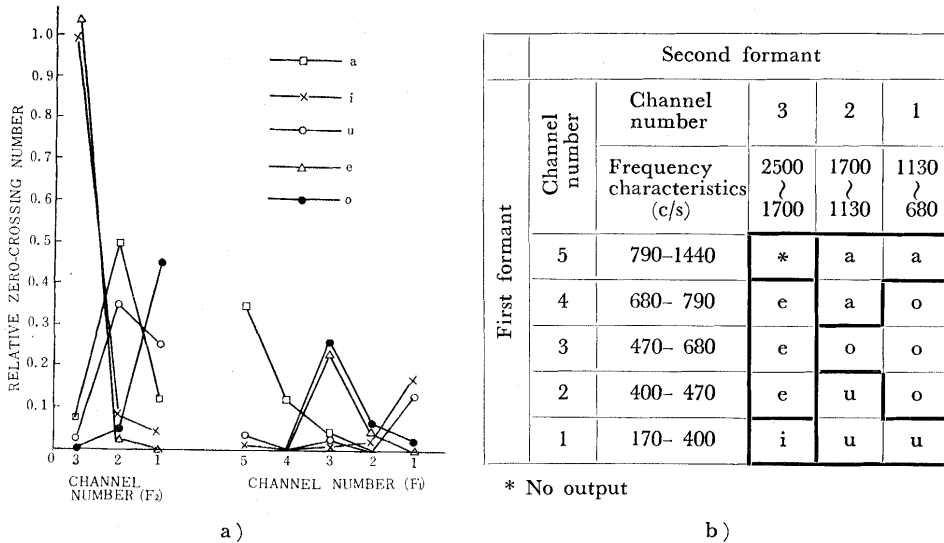 RELATIVE ZERO-CROSSING NUMBER
1.0
0.9
0.8
0.7
0.6
0.5
0.4
0.3
0.2
0.1
0
a
i
u
e
o
3 2 1
CHANNEL
NUMBER (F2)
5 4 3 2 1
CHANNEL NUMBER (F1)
a )
Second formant
First formant
Channel number
Channel number 3 2 1
Frequency characteristics (c/s) 2500 ~ 1700 1700 ~ 1130 1130 ~ 680
5 790–1440 * a a
4 680– 790 e a o
3 470– 680 e o o
2 400– 470 e u o
1 170– 400 i u u
* No output
b )